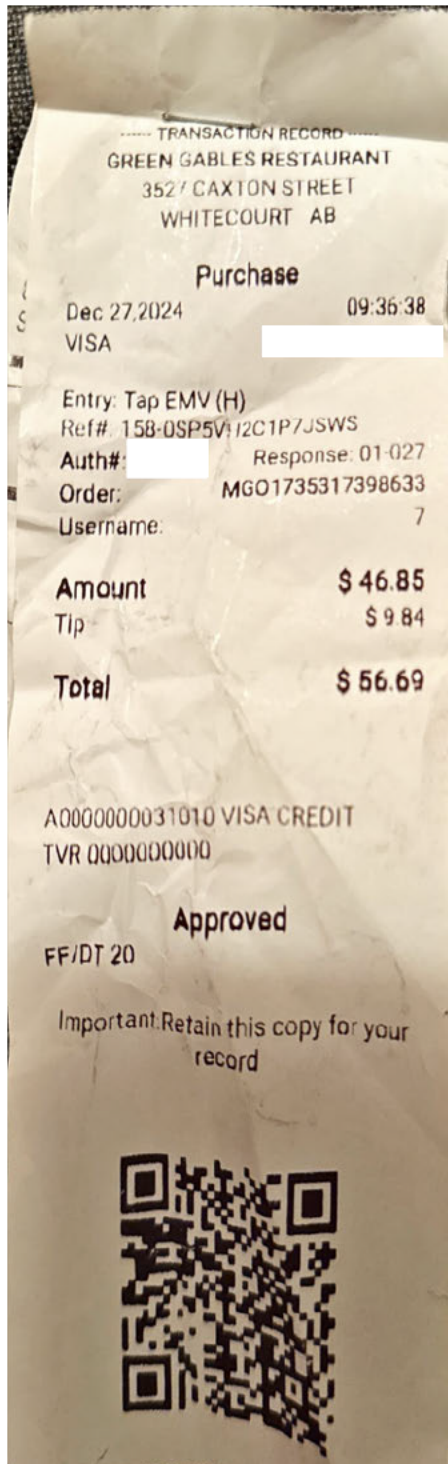 ----- TRANSACTION RECORD -----
GREEN GABLES RESTAURANT
3527 CAXTON STREET
WHITECOURT AB
Purchase
Dec 27,2024 09:36:38
VISA
Entry: Tap EMV (H)
Ref#:
Auth#: Response: 01-027
Order: MGO1735317398633
Username: 7
Amount $ 46.85
Tip $ 9.84
Total $ 56.69
A0000000031010 VISA CREDIT
TVR 0000000000
Approved
FF/DT 20
Important:Retain this copy for your
record